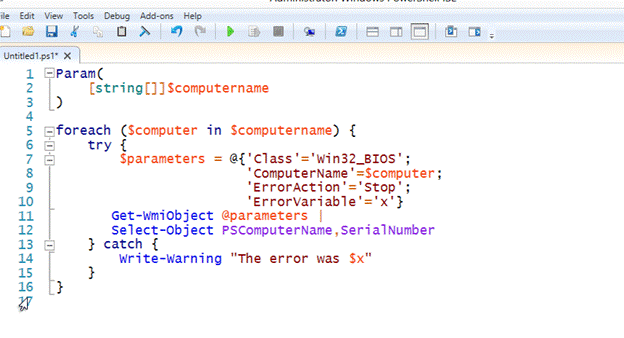 Administrator: Windows PowerShell ISE
File Edit View Tools Debug Add-ons Help
Untitled1.ps1* X
1 Param(
2 [string[]]$computername
3 )
4
5 foreach ($computer in $computername) {
6 try {
7 $parameters = @{'Class'='Win32_BIOS';
8 'ComputerName'=$computer;
9 'ErrorAction'='Stop';
10 'ErrorVariable'='x'}
11 Get-WmiObject @parameters |
12 Select-Object PSComputerName,SerialNumber
13 } catch {
14 Write-Warning "The error was $x"
15 }
16 }
17